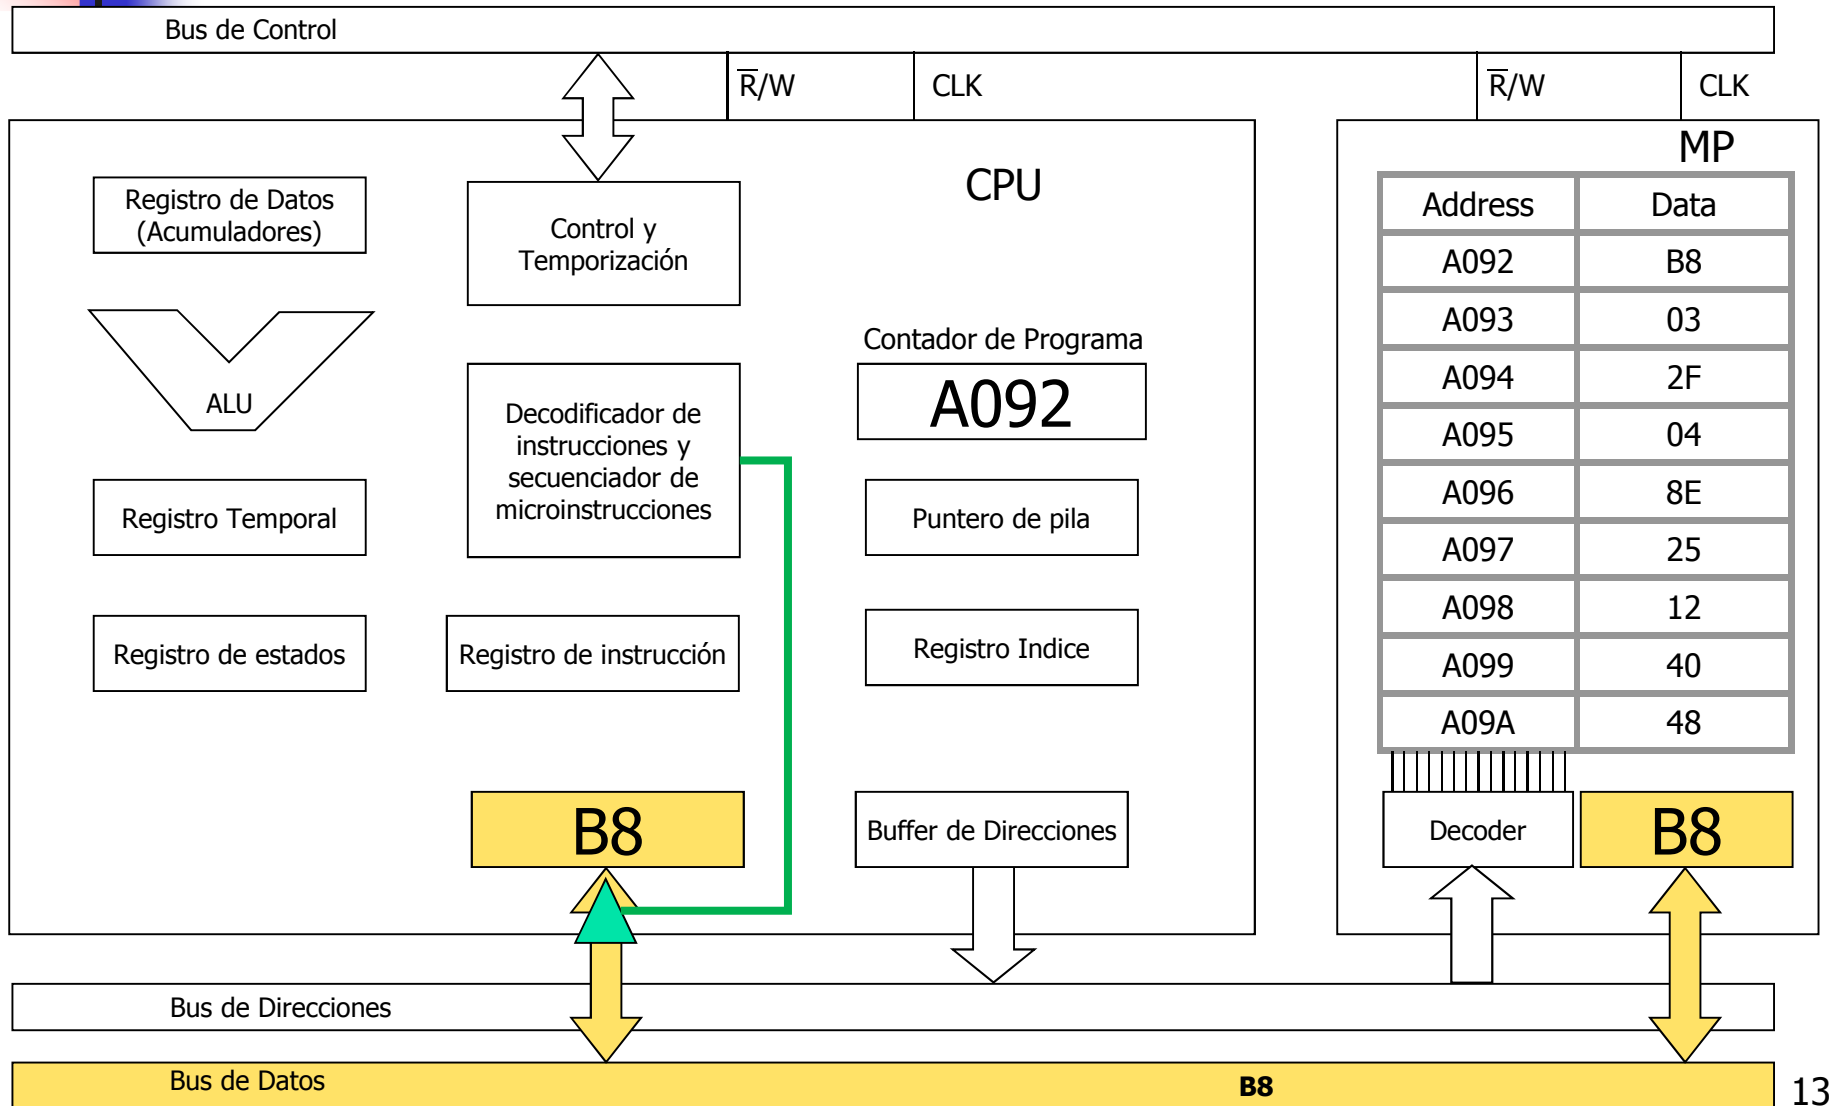 Bus de Control
R̅/W
CLK
R̅/W
CLK
CPU
MP
Registro de Datos
(Acumuladores)
Control y
Temporización
ALU
Decodificador de
instrucciones y
secuenciador de
microinstrucciones
Contador de Programa
A092
Registro Temporal
Puntero de pila
Registro de estados
Registro de instrucción
Registro Indice
B8
Buffer de Direcciones
Address Data
A092 B8
A093 03
A094 2F
A095 04
A096 8E
A097 25
A098 12
A099 40
A09A 48
Decoder
B8
Bus de Direcciones
Bus de Datos
B8
13